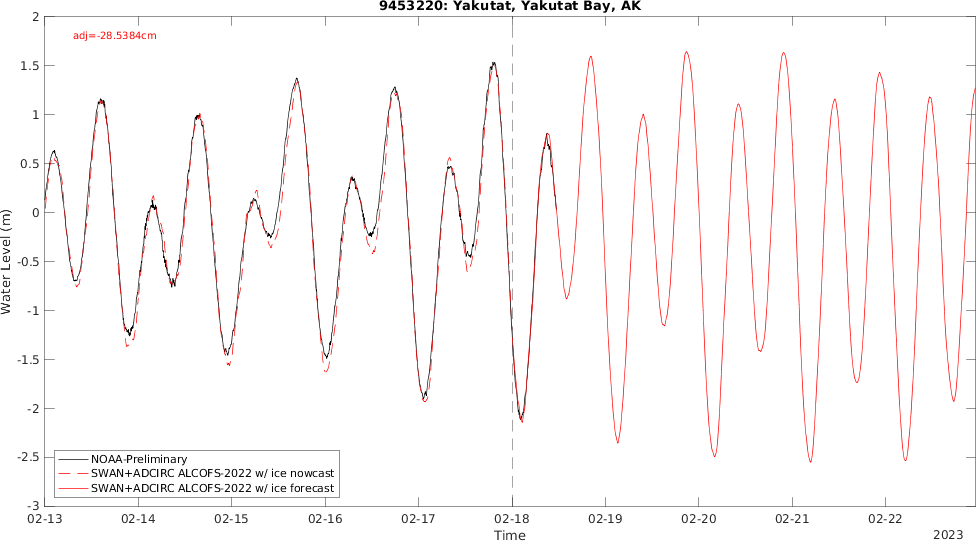 9453220: Yakutat, Yakutat Bay, AK
adj=-28.5384cm
Water Level (m)
2
1.5
1
0.5
0
-0.5
-1
-1.5
-2
-2.5
-3
NOAA-Preliminary
SWAN+ADCIRC ALCOFS-2022 w/ ice nowcast
SWAN+ADCIRC ALCOFS-2022 w/ ice forecast
02-13 02-14 02-15 02-16 02-17 02-18 02-19 02-20 02-21 02-22
Time
2023